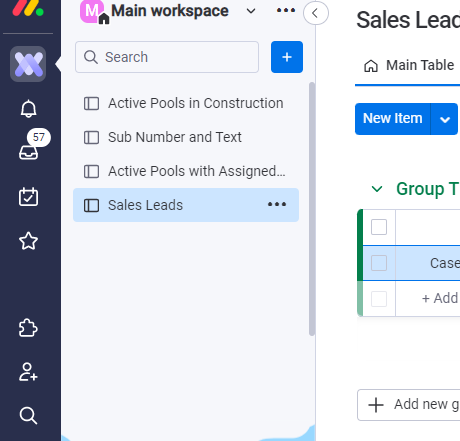 M Main workspace
Search
+
57
Active Pools in Construction
Sub Number and Text
Active Pools with Assigned...
Sales Leads
Sales Lead
Main Table
New Item
Group T
Case
+ Add
+ Add new g